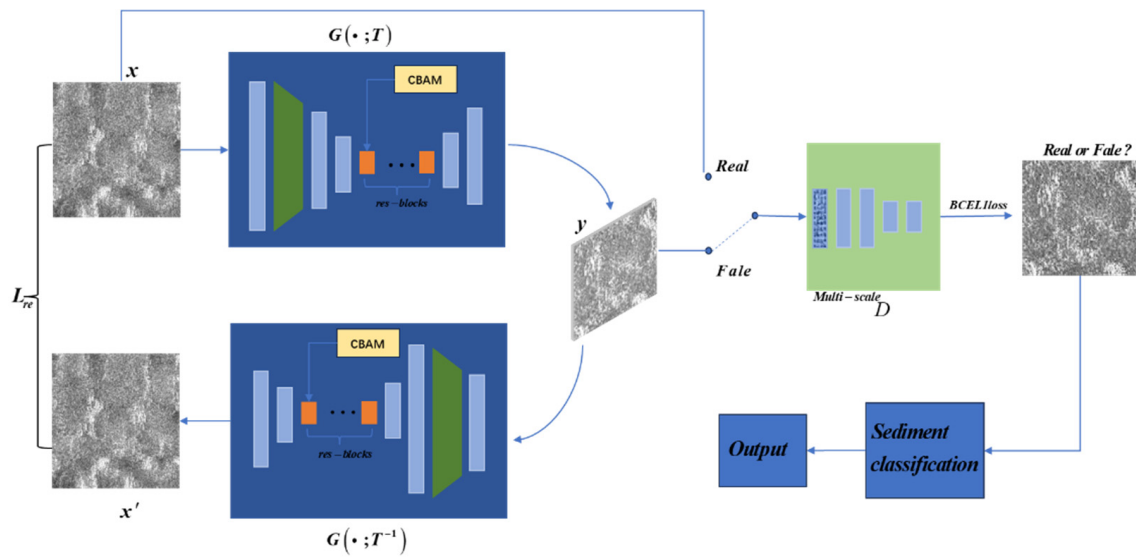 G(·;T)
x
CBAM
res-blocks
Real
Fale
y
Real or Fale?
BCELlloss
Multi-scale
D
L_re
CBAM
res-blocks
x′
G(·;T⁻¹)
Output
Sediment
classification